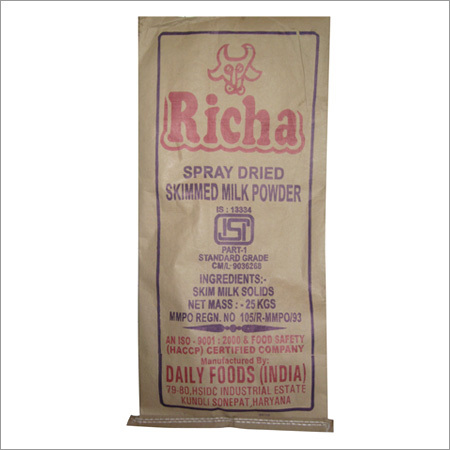 Richa
SPRAY DRIED
SKIMMED MILK POWDER
IS : 13334
ISI
PART-1
STANDARD GRADE
CM/L-9036268
INGREDIENTS:-
SKIM MILK SOLIDS
NET MASS : - 25 KGS
MMPO REGN. NO 105/R-MMPO/93
AN ISO - 9001 : 2000 & FOOD SAFETY
(HACCP) CERTIFIED COMPANY
Manufactured By:
DAILY FOODS (INDIA)
79-80, HSIDC INDUSTRIAL ESTATE
KUNDLI SONEPAT, HARYANA